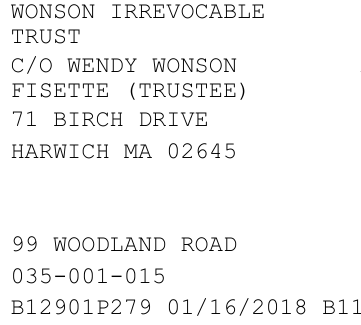 WONSON IRREVOCABLE
TRUST
C/O WENDY WONSON
FISETTE (TRUSTEE)
71 BIRCH DRIVE
HARWICH MA 02645
99 WOODLAND ROAD
035-001-015
B12901P279 01/16/2018 B11